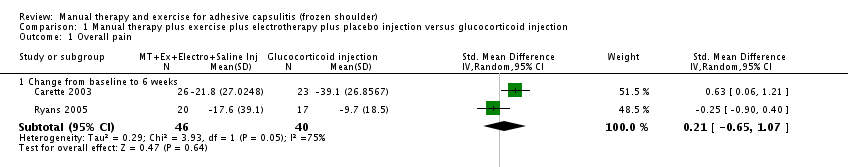 Review: Manual therapy and exercise for adhesive capsulitis (frozen shoulder)
Comparison: 1 Manual therapy plus exercise plus electrotherapy plus placebo injection versus glucocorticoid injection
Outcome: 1 Overall pain
Study or subgroup MT+Ex+Electro+Saline Inj Glucocorticoid injection Std. Mean Difference Weight Std. Mean Difference
N Mean(SD) N Mean(SD) IV,Random,95% CI IV,Random,95% CI
1 Change from baseline to 6 weeks
Carette 2003 26 -21.8 (27.0248) 23 -39.1 (26.8567) 51.5 % 0.63 [ 0.06, 1.21 ]
Ryans 2005 20 -17.6 (39.1) 17 -9.7 (18.5) 48.5 % -0.25 [ -0.90, 0.40 ]
Subtotal (95% CI) 46 40 100.0 % 0.21 [ -0.65, 1.07 ]
Heterogeneity: Tau² = 0.29; Chi² = 3.93, df = 1 (P = 0.05); I² =75%
Test for overall effect: Z = 0.47 (P = 0.64)